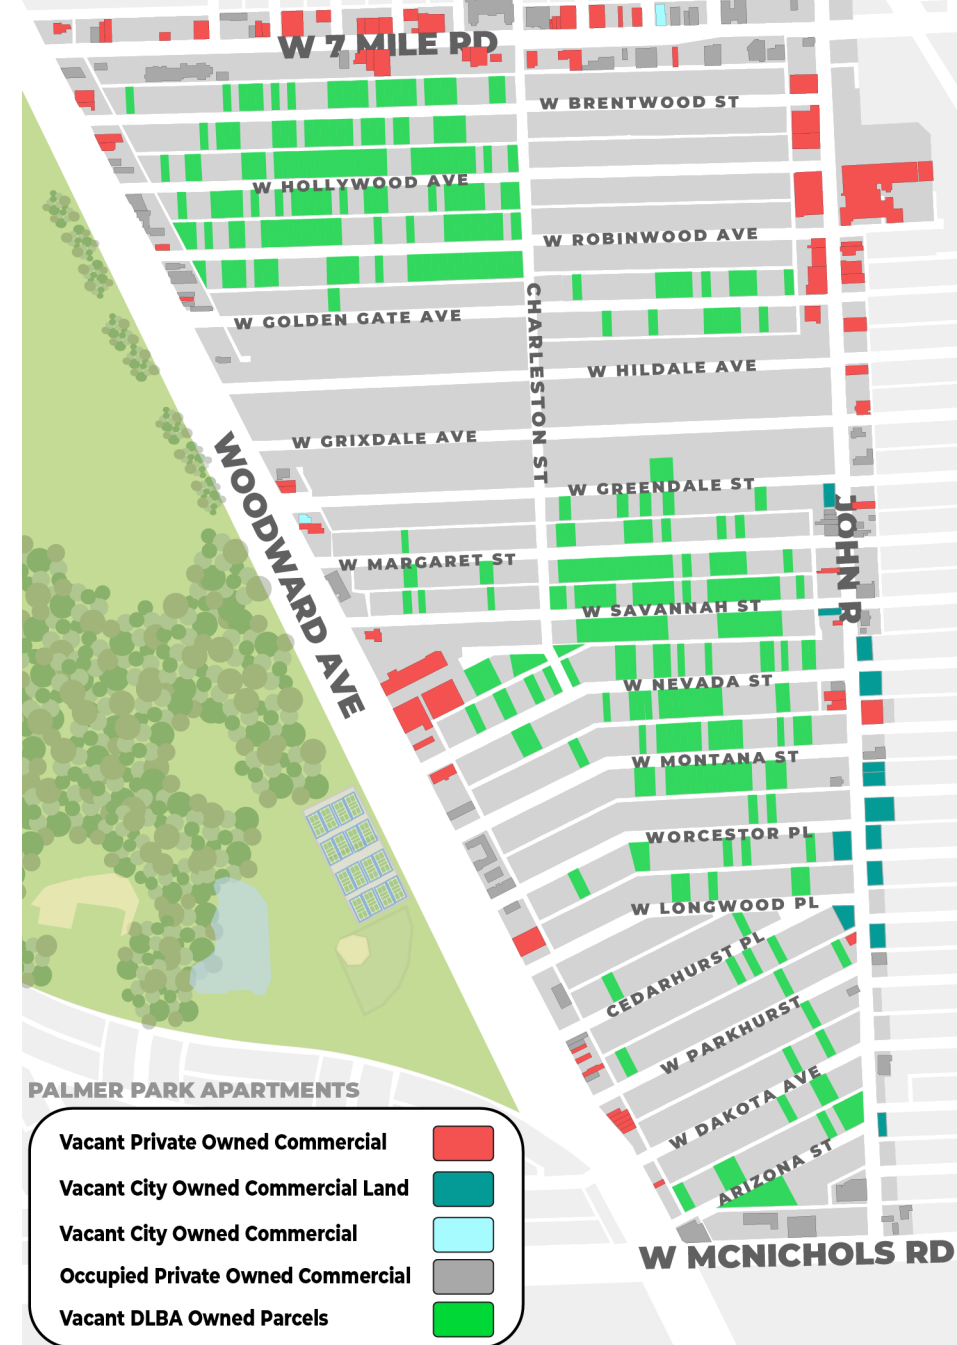 W 7 MILE RD
W BRENTWOOD ST
W HOLLYWOOD AVE
W ROBINWOOD AVE
CHARLESTON ST
W GOLDEN GATE AVE
W HILDALE AVE
W GRIXDALE AVE
WOODWARD AVE
W GREENDALE ST
JOHN R
W MARGARET ST
W SAVANNAH ST
W NEVADA ST
W MONTANA ST
WORCESTOR PL
W LONGWOOD PL
CEDARHURST PL
W PARKHURST
W DAKOTA AVE
ARIZONA ST
W MCNICHOLS RD
PALMER PARK APARTMENTS
Vacant Private Owned Commercial
Vacant City Owned Commercial Land
Vacant City Owned Commercial
Occupied Private Owned Commercial
Vacant DLBA Owned Parcels